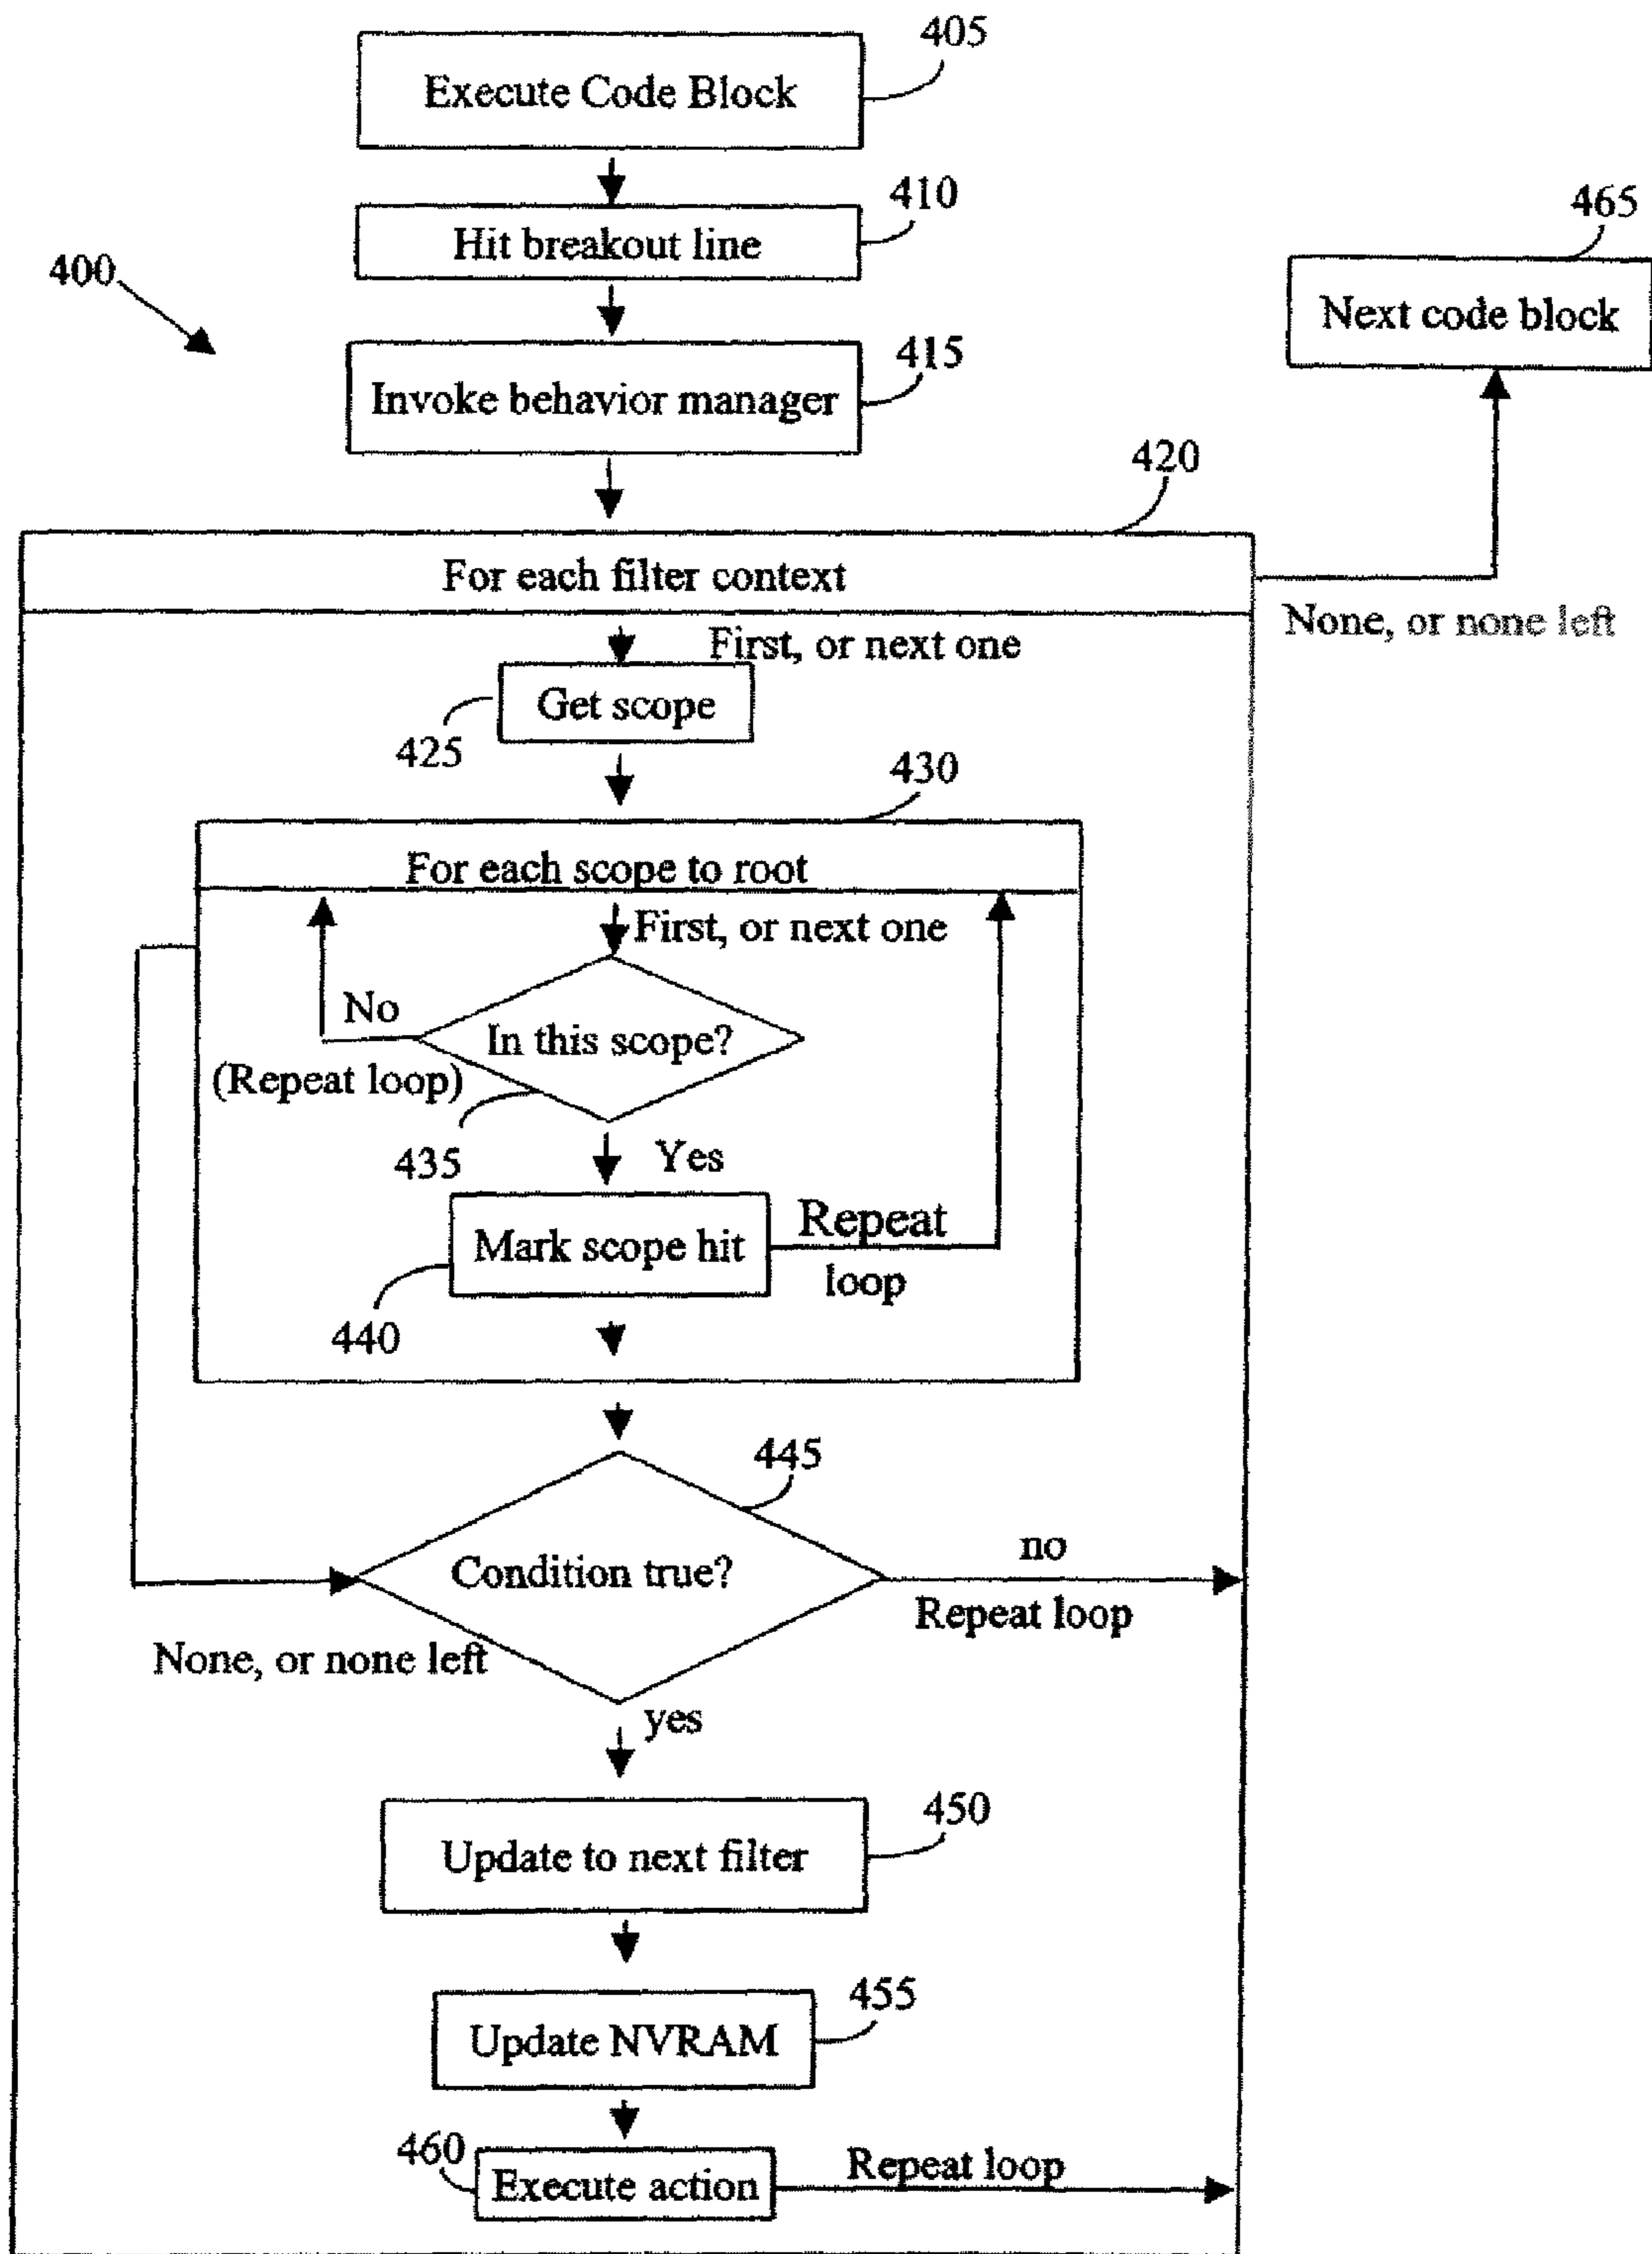 405
Execute Code Block
410
Hit breakout line
465
Next code block
400
415
Invoke behavior manager
420
For each filter context
None, or none left
First, or next one
Get scope
425
430
For each scope to root
First, or next one
No
In this scope?
(Repeat loop)
435
Yes
Mark scope hit
Repeat
loop
440
445
Condition true?
no
Repeat loop
None, or none left
yes
450
Update to next filter
455
Update NVRAM
460
Execute action
Repeat loop